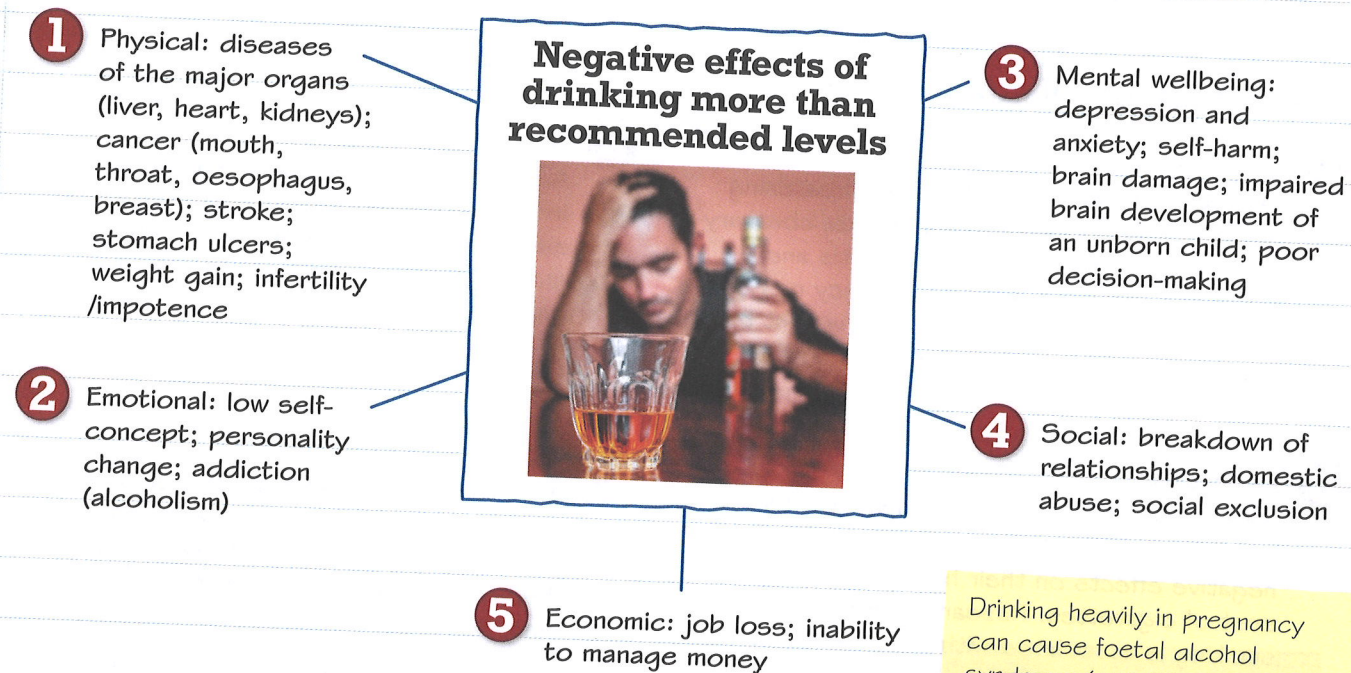 Negative effects of
drinking more than
recommended levels
1
Physical: diseases
of the major organs
(liver, heart, kidneys);
cancer (mouth,
throat, oesophagus,
breast); stroke;
stomach ulcers;
weight gain; infertility
/impotence
2
Emotional: low self-
concept; personality
change; addiction
(alcoholism)
3
Mental wellbeing:
depression and
anxiety; self-harm;
brain damage; impaired
brain development of
an unborn child; poor
decision-making
4
Social: breakdown of
relationships; domestic
abuse; social exclusion
5
Economic: job loss; inability
to manage money
Drinking heavily in pregnancy
can cause foetal alcohol